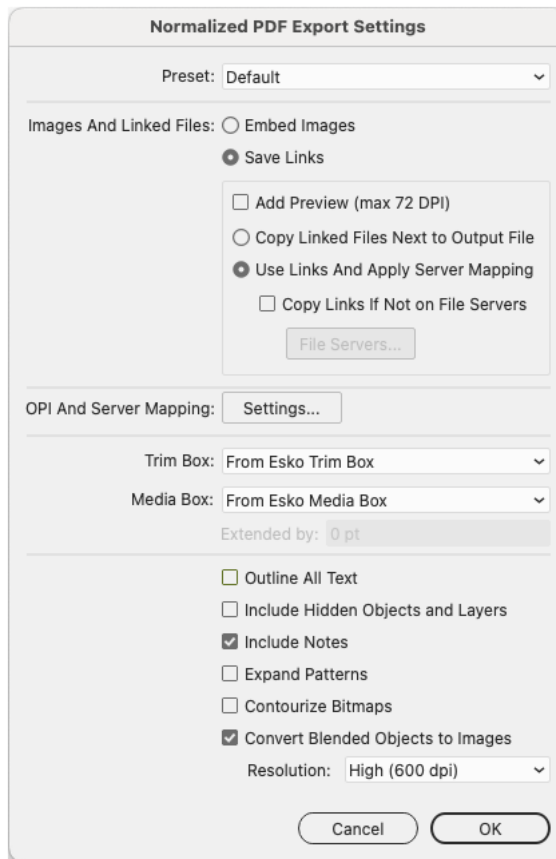 Normalized PDF Export Settings
Preset: Default
Images And Linked Files: Embed Images
Save Links
Add Preview (max 72 DPI)
Copy Linked Files Next to Output File
Use Links And Apply Server Mapping
Copy Links If Not on File Servers
File Servers...
OPI And Server Mapping: Settings...
Trim Box: From Esko Trim Box
Media Box: From Esko Media Box
Extended by: 0 pt
Outline All Text
Include Hidden Objects and Layers
Include Notes
Expand Patterns
Contourize Bitmaps
Convert Blended Objects to Images
Resolution: High (600 dpi)
Cancel OK